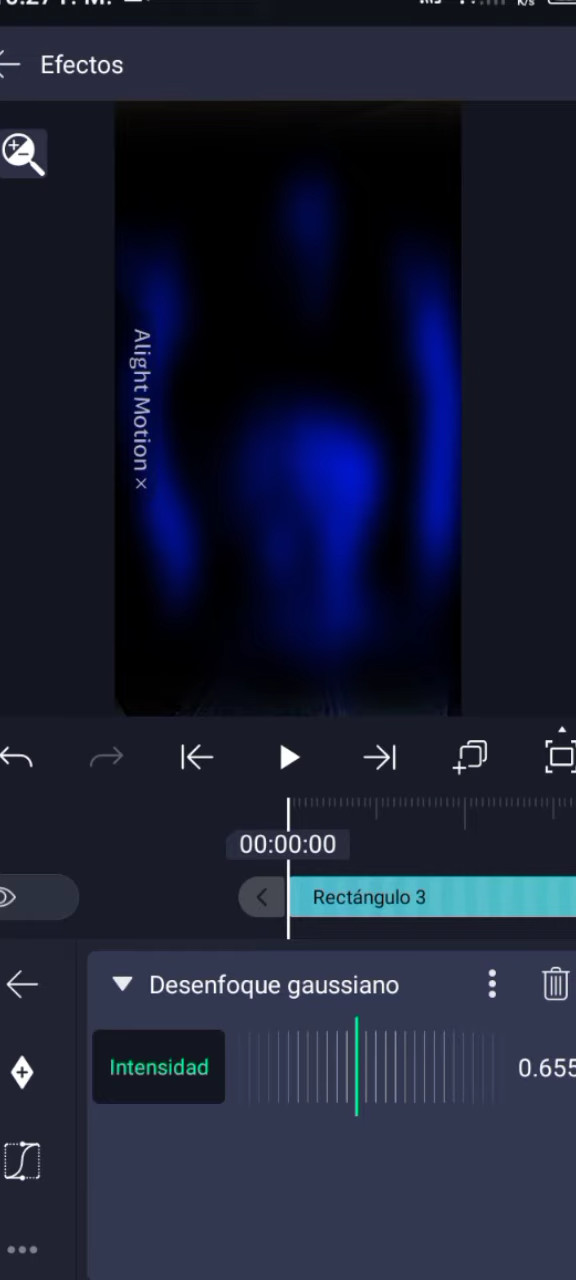 Efectos
Alight Motion ×
00:00:00
Rectángulo 3
Desenfoque gaussiano
Intensidad
0.655